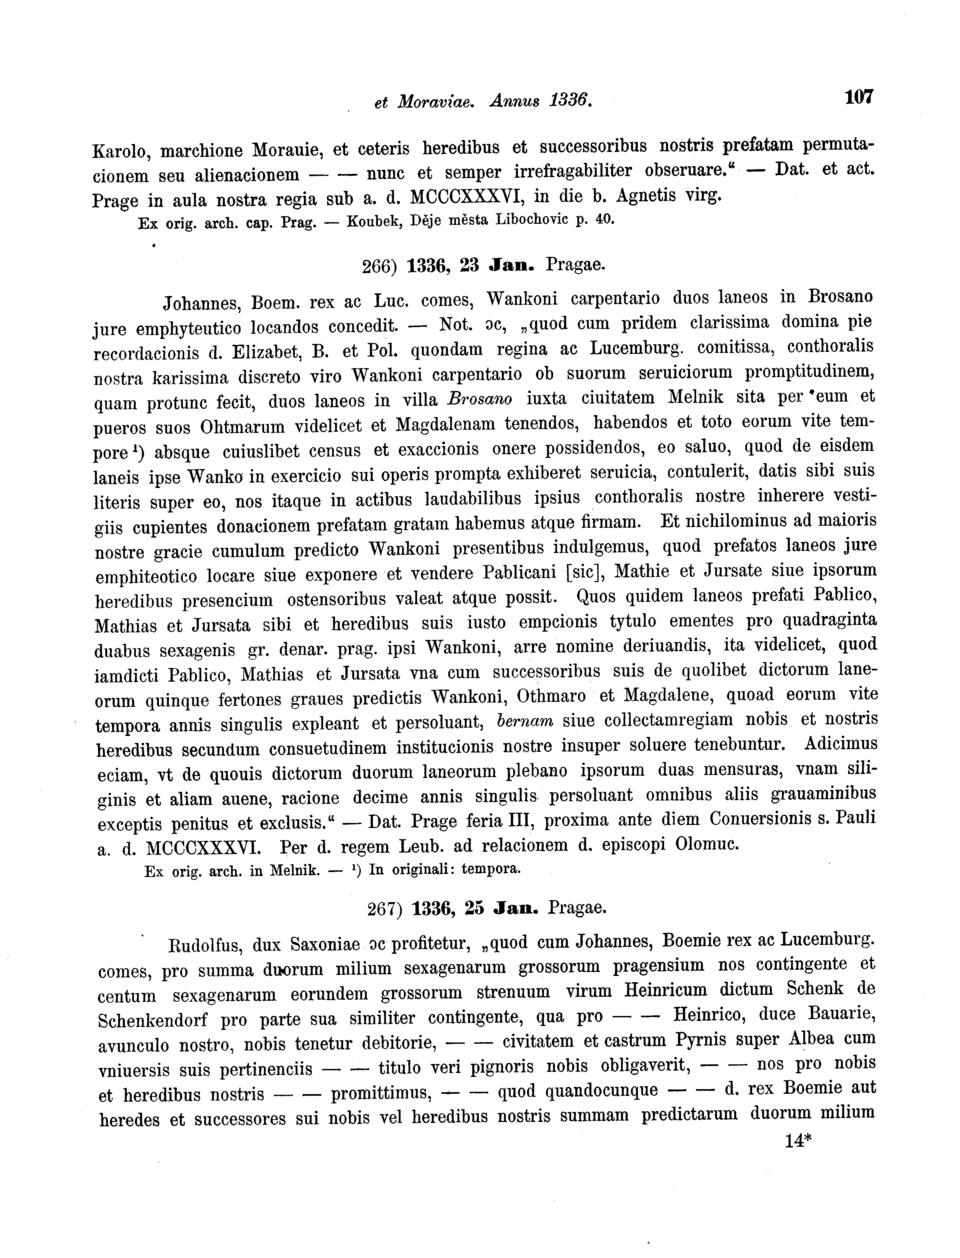 et Moraviae. Annus 1336. 107
Karolo, marchione Morauie, et ceteris heredibus et successoribus nostris prefatam permuta-
cionem seu alienacionem — — nunc et semper irrefragabiliter obseruare.“ — Dat. et act.
Prage in aula nostra regia sub a. d. MCCCXXXVI, in die b. Agnetis virg.
Ex orig. arch. cap. Prag. — Koubek, Děje města Libochovic p. 40.
266) 1336, 23 Jan. Pragae.
Johannes, Boem. rex ac Luc. comes, Wankoni carpentario duos laneos in Brosano
jure emphyteutico locandos concedit. — Not. ɔc, „quod cum pridem clarissima domina pie
recordacionis d. Elizabet, B. et Pol. quondam regina ac Lucemburg. comitissa, conthoralis
nostra karissima discreto viro Wankoni carpentario ob suorum seruiciorum promptitudinem,
quam protunc fecit, duos laneos in villa Brosano iuxta ciuitatem Melnik sita per eum et
pueros suos Ohtmarum videlicet et Magdalenam tenendos, habendos et toto eorum vite tem-
pore ¹) absque cuiuslibet census et exaccionis onere possidendos, eo saluo, quod de eisdem
laneis ipse Wanko in exercicio sui operis prompta exhiberet seruicia, contulerit, datis sibi suis
literis super eo, nos itaque in actibus laudabilibus ipsius conthoralis nostre inherere vesti-
giis cupientes donacionem prefatam gratam habemus atque firmam. Et nichilominus ad maioris
nostre gracie cumulum predicto Wankoni presentibus indulgemus, quod prefatos laneos jure
emphiteotico locare siue exponere et vendere Pablicani [sic], Mathie et Jursate siue ipsorum
heredibus presencium ostensoribus valeat atque possit. Quos quidem laneos prefati Pablico,
Mathias et Jursata sibi et heredibus suis iusto empcionis tytulo ementes pro quadraginta
duabus sexagenis gr. denar. prag. ipsi Wankoni, arre nomine deriuandis, ita videlicet, quod
iamdicti Pablico, Mathias et Jursata vna cum successoribus suis de quolibet dictorum lane-
orum quinque fertones graues predictis Wankoni, Othmaro et Magdalene, quoad eorum vite
tempora annis singulis expleant et persoluant, bernam siue collectamregiam nobis et nostris
heredibus secundum consuetudinem institucionis nostre insuper soluere tenebuntur. Adicimus
eciam, vt de quouis dictorum duorum laneorum plebano ipsorum duas mensuras, vnam sili-
ginis et aliam auene, racione decime annis singulis persoluant omnibus aliis grauaminibus
exceptis penitus et exclusis.“ — Dat. Prage feria III, proxima ante diem Conuersionis s. Pauli
a. d. MCCCXXXVI. Per d. regem Leub. ad relacionem d. episcopi Olomuc.
Ex orig. arch. in Melnik. — ¹) In originali: tempora.
267) 1336, 25 Jan. Pragae.
Rudolfus, dux Saxoniae ɔc profitetur, „quod cum Johannes, Boemie rex ac Lucemburg.
comes, pro summa duorum milium sexagenarum grossorum pragensium nos contingente et
centum sexagenarum eorundem grossorum strenuum virum Heinricum dictum Schenk de
Schenkendorf pro parte sua similiter contingente, qua pro — — Heinrico, duce Bauarie,
avunculo nostro, nobis tenetur debitorie, — — civitatem et castrum Pyrnis super Albea cum
vniuersis suis pertinenciis — — titulo veri pignoris nobis obligaverit, — — nos pro nobis
et heredibus nostris — — promittimus, — — quod quandocunque — — d. rex Boemie aut
heredes et successores sui nobis vel heredibus nostris summam predictarum duorum milium
14*